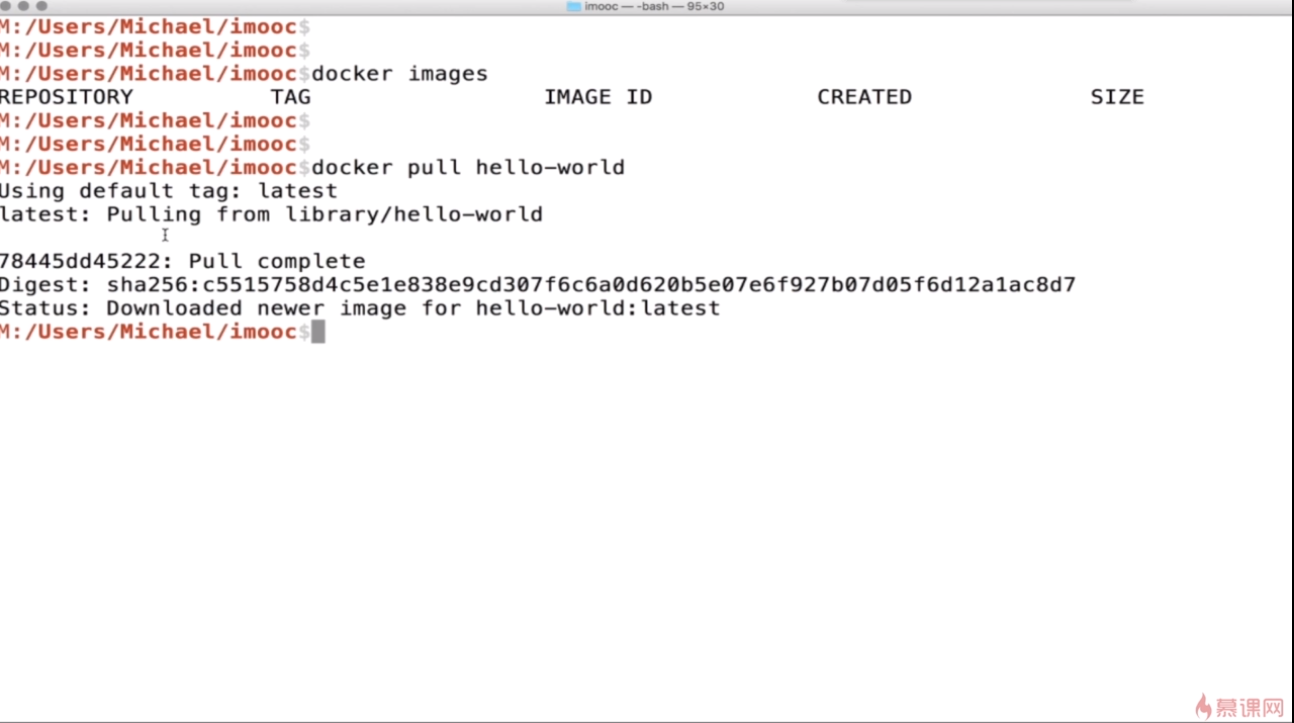 imooc — -bash — 95×30
M:/Users/Michael/imooc$
M:/Users/Michael/imooc$
M:/Users/Michael/imooc$docker images
REPOSITORY TAG IMAGE ID CREATED SIZE
M:/Users/Michael/imooc$
M:/Users/Michael/imooc$
M:/Users/Michael/imooc$docker pull hello-world
Using default tag: latest
latest: Pulling from library/hello-world
78445dd45222: Pull complete
Digest: sha256:c5515758d4c5e1e838e9cd307f6c6a0d620b5e07e6f927b07d05f6d12a1ac8d7
Status: Downloaded newer image for hello-world:latest
M:/Users/Michael/imooc$
慕课网